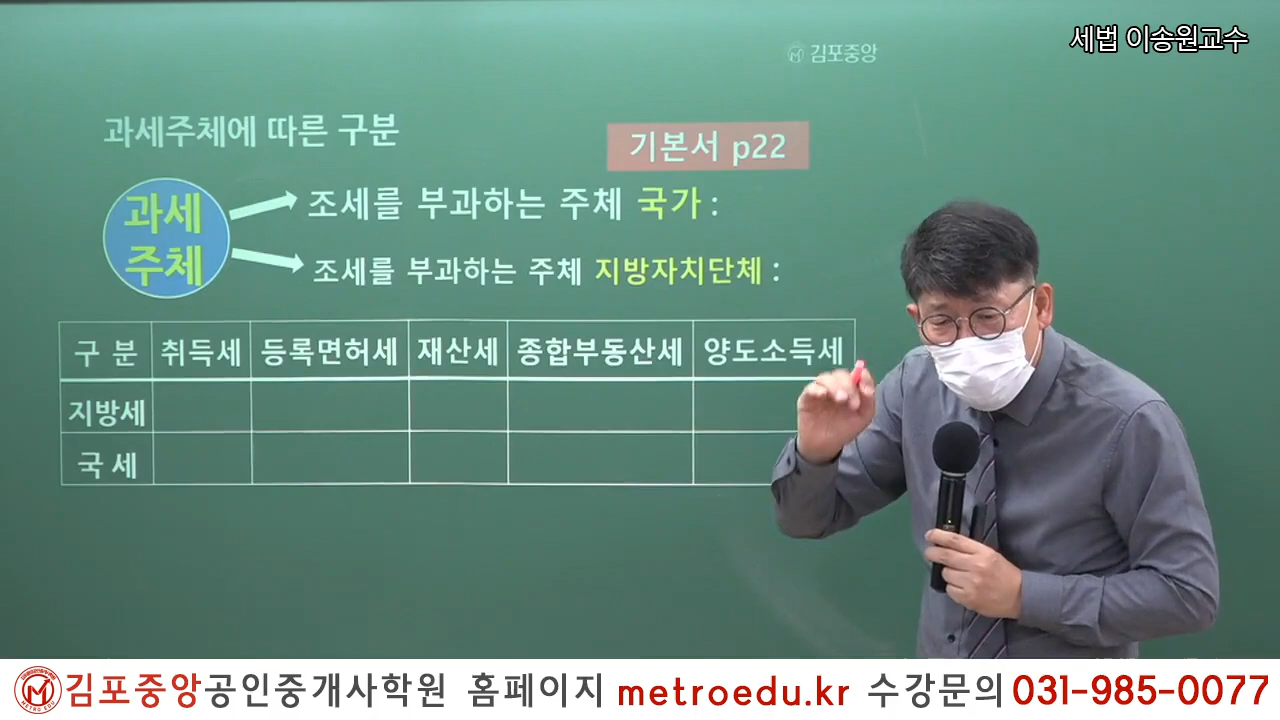 세법 이송원교수
김포중앙
과세주체에 따른 구분
기본서 p22
과세
주체
조세를 부과하는 주체 국가 :
조세를 부과하는 주체 지방자치단체 :
구 분 취득세 등록면허세 재산세 종합부동산세 양도소득세
지방세
국 세
김포중앙공인중개사학원 홈페이지 metroedu.kr 수강문의 031-985-0077